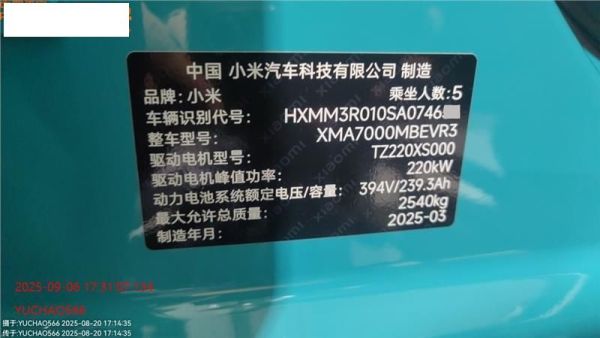 中国 小米汽车科技有限公司 制造
品牌: 小米 乘坐人数: 5
车辆识别代号: HXMM3R010SA0746
整车型号: XMA7000MBEVR3
驱动电机型号: TZ220XS000
驱动电机峰值功率: 220kW
动力电池系统额定电压/容量: 394V/239.3Ah
最大允许总质量: 2540kg
制造年月: 2025-03
2025-09-06
YUCHAO566
摄于:YUCHAO566 2025-08-20 17:14:35
传于:YUCHAO566 2025-08-20 17:14:35